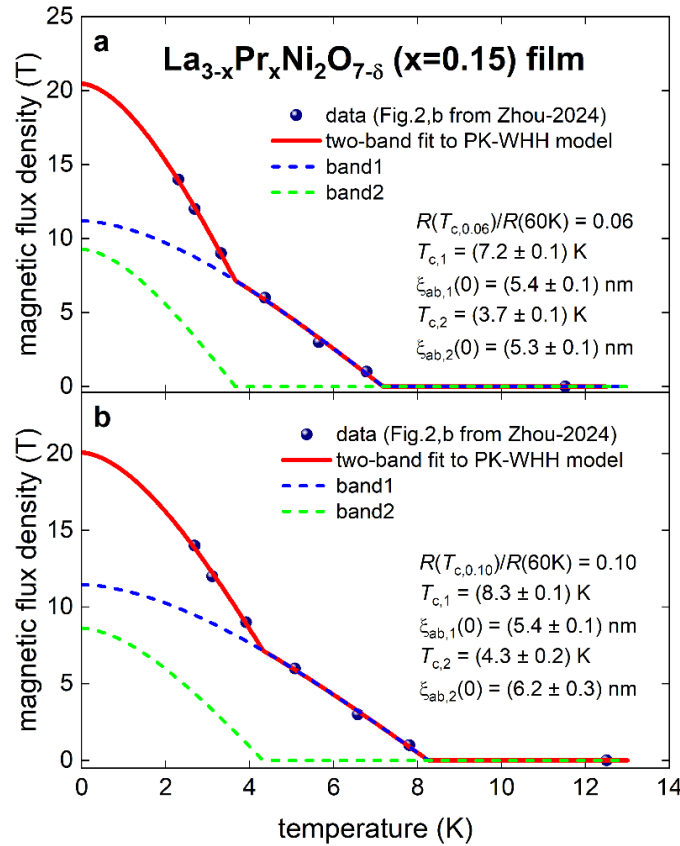 a
La3-xPrxNi2O7-δ (x=0.15) film
data (Fig.2,b from Zhou-2024)
two-band fit to PK-WHH model
band1
band2
R(Tc,0.06)/R(60K) = 0.06
Tc,1 = (7.2 ± 0.1) K
ξab,1(0) = (5.4 ± 0.1) nm
Tc,2 = (3.7 ± 0.1) K
ξab,2(0) = (5.3 ± 0.1) nm
magnetic flux density (T)
25
20
15
10
5
0
b
data (Fig.2,b from Zhou-2024)
two-band fit to PK-WHH model
band1
band2
R(Tc,0.10)/R(60K) = 0.10
Tc,1 = (8.3 ± 0.1) K
ξab,1(0) = (5.4 ± 0.1) nm
Tc,2 = (4.3 ± 0.2) K
ξab,2(0) = (6.2 ± 0.3) nm
magnetic flux density (T)
20
15
10
5
0
0 2 4 6 8 10 12 14
temperature (K)